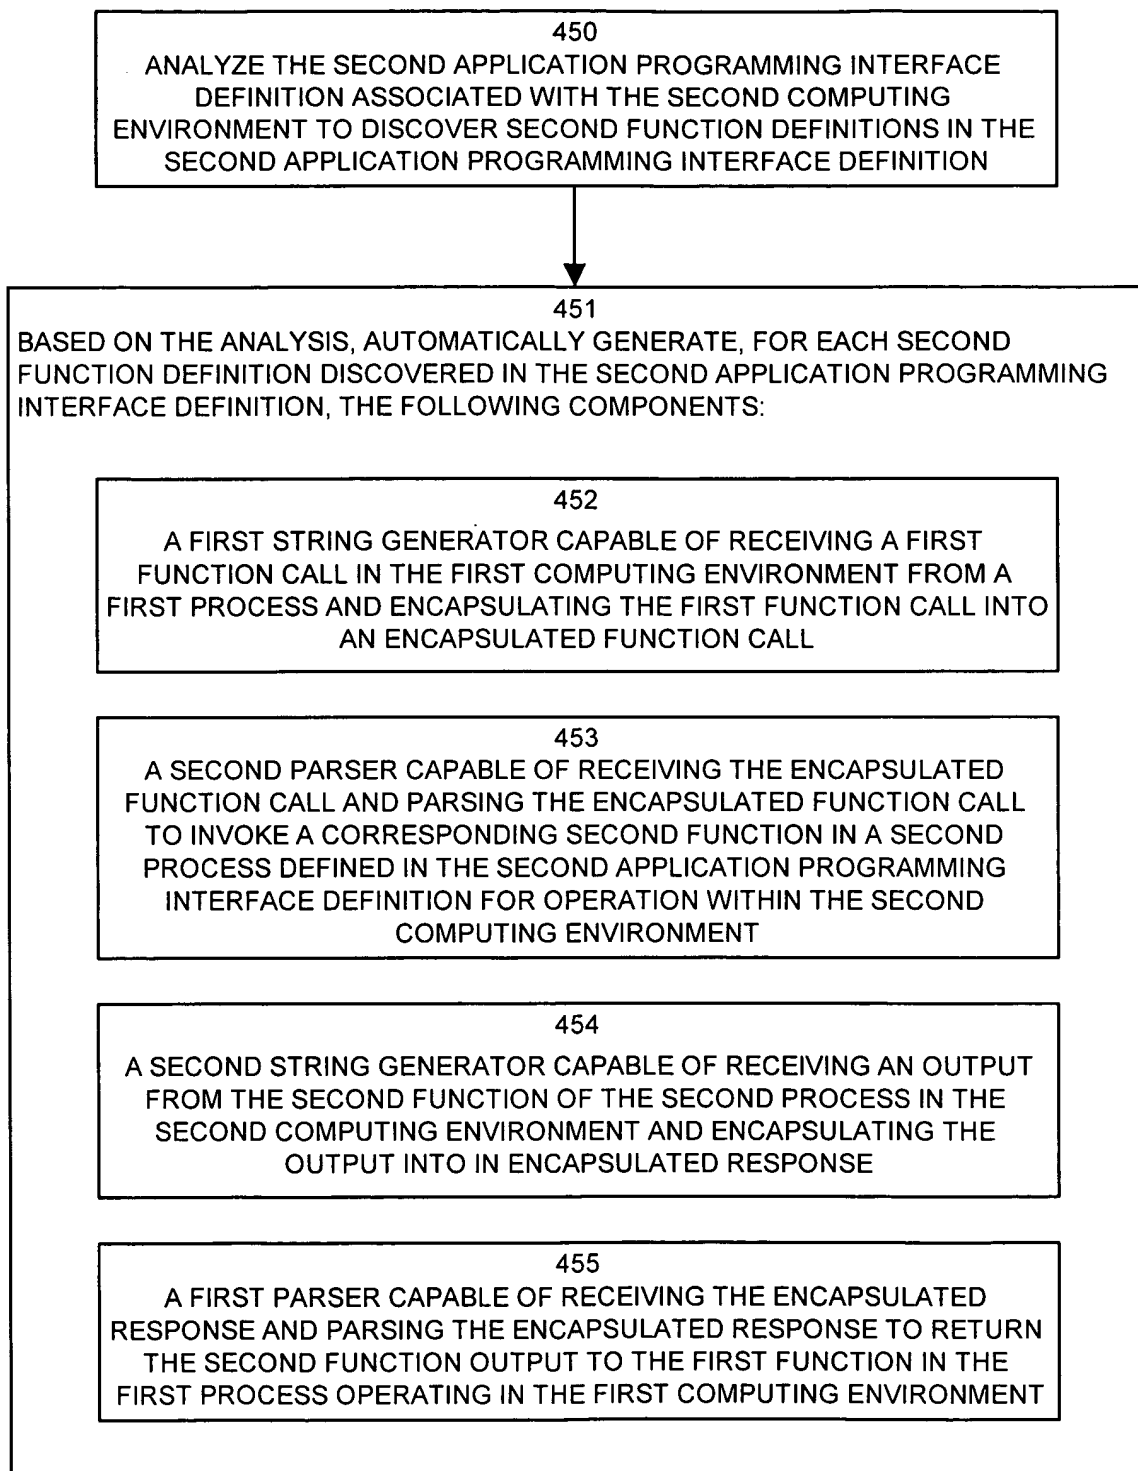 450
ANALYZE THE SECOND APPLICATION PROGRAMMING INTERFACE
DEFINITION ASSOCIATED WITH THE SECOND COMPUTING
ENVIRONMENT TO DISCOVER SECOND FUNCTION DEFINITIONS IN THE
SECOND APPLICATION PROGRAMMING INTERFACE DEFINITION
451
BASED ON THE ANALYSIS, AUTOMATICALLY GENERATE, FOR EACH SECOND
FUNCTION DEFINITION DISCOVERED IN THE SECOND APPLICATION PROGRAMMING
INTERFACE DEFINITION, THE FOLLOWING COMPONENTS:
452
A FIRST STRING GENERATOR CAPABLE OF RECEIVING A FIRST
FUNCTION CALL IN THE FIRST COMPUTING ENVIRONMENT FROM A
FIRST PROCESS AND ENCAPSULATING THE FIRST FUNCTION CALL INTO
AN ENCAPSULATED FUNCTION CALL
453
A SECOND PARSER CAPABLE OF RECEIVING THE ENCAPSULATED
FUNCTION CALL AND PARSING THE ENCAPSULATED FUNCTION CALL
TO INVOKE A CORRESPONDING SECOND FUNCTION IN A SECOND
PROCESS DEFINED IN THE SECOND APPLICATION PROGRAMMING
INTERFACE DEFINITION FOR OPERATION WITHIN THE SECOND
COMPUTING ENVIRONMENT
454
A SECOND STRING GENERATOR CAPABLE OF RECEIVING AN OUTPUT
FROM THE SECOND FUNCTION OF THE SECOND PROCESS IN THE
SECOND COMPUTING ENVIRONMENT AND ENCAPSULATING THE
OUTPUT INTO IN ENCAPSULATED RESPONSE
455
A FIRST PARSER CAPABLE OF RECEIVING THE ENCAPSULATED
RESPONSE AND PARSING THE ENCAPSULATED RESPONSE TO RETURN
THE SECOND FUNCTION OUTPUT TO THE FIRST FUNCTION IN THE
FIRST PROCESS OPERATING IN THE FIRST COMPUTING ENVIRONMENT